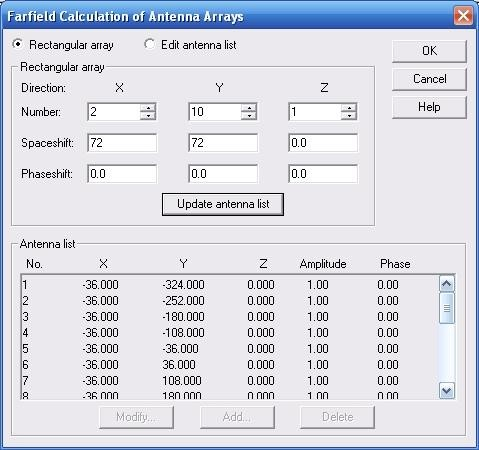 Farfield Calculation of Antenna Arrays
Rectangular array Edit antenna list
OK
Cancel
Help
Rectangular array
Direction: X Y Z
Number: 2 10 1
Spaceshift: 72 72 0.0
Phaseshift: 0.0 0.0 0.0
Update antenna list
Antenna list
No. X Y Z Amplitude Phase
1 -36.000 -324.000 0.000 1.00 0.00
2 -36.000 -252.000 0.000 1.00 0.00
3 -36.000 -180.000 0.000 1.00 0.00
4 -36.000 -108.000 0.000 1.00 0.00
5 -36.000 -36.000 0.000 1.00 0.00
6 -36.000 36.000 0.000 1.00 0.00
7 -36.000 108.000 0.000 1.00 0.00
8 -36.000 180.000 0.000 1.00 0.00
Modify... Add... Delete